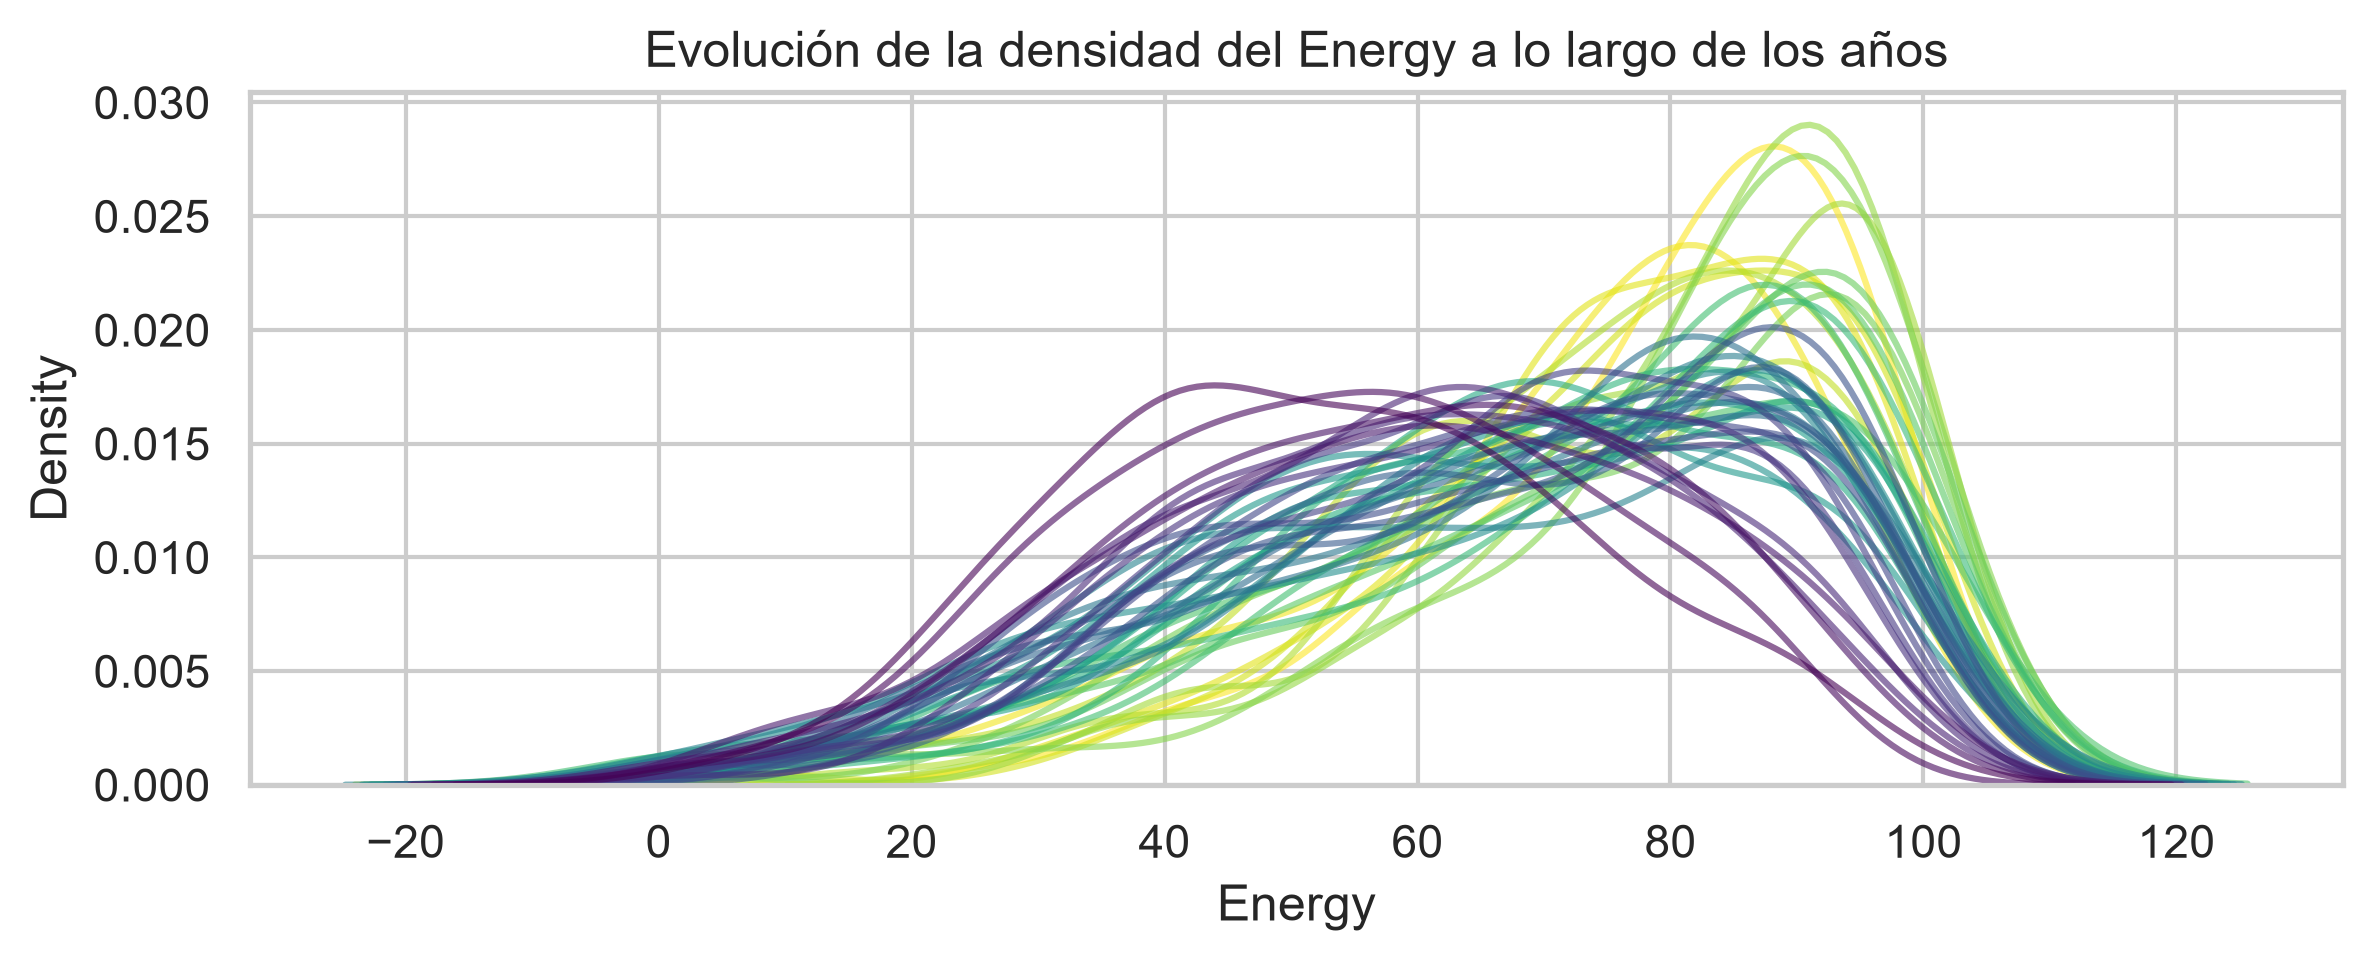 Evolución de la densidad del Energy a lo largo de los años
0.030
0.025
0.020
0.015
0.010
0.005
0.000
Density
−20 0 20 40 60 80 100 120
Energy